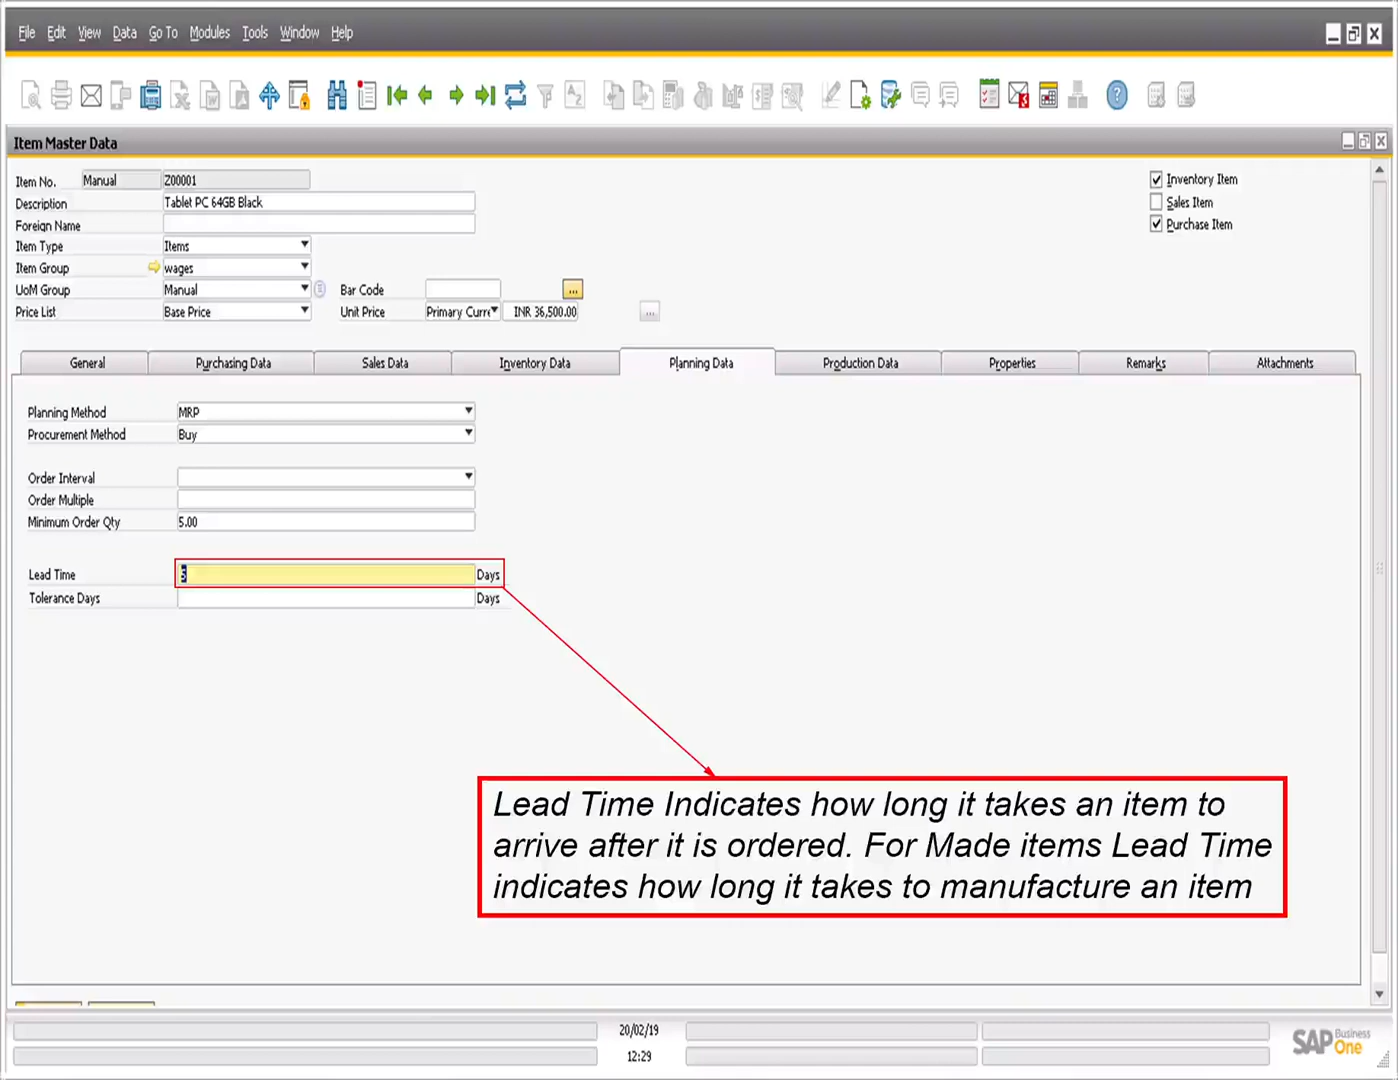 File Edit View Data Go To Modules Tools Window Help
Item Master Data
Item No. Manual Z00001
Inventory Item
Description Tablet PC 64GB Black
Sales Item
Foreign Name
Purchase Item
Item Type Items
Item Group wages
UoM Group Manual Bar Code ...
Price List Base Price Unit Price Primary Curre INR 36,500.00 ...
General Purchasing Data Sales Data Inventory Data Planning Data Production Data Properties Remarks Attachments
Planning Method MRP
Procurement Method Buy
Order Interval
Order Multiple
Minimum Order Qty 5.00
Lead Time 5 Days
Tolerance Days Days
Lead Time Indicates how long it takes an item to
arrive after it is ordered. For Made items Lead Time
indicates how long it takes to manufacture an item
20/02/19
12:29
SAP Business One